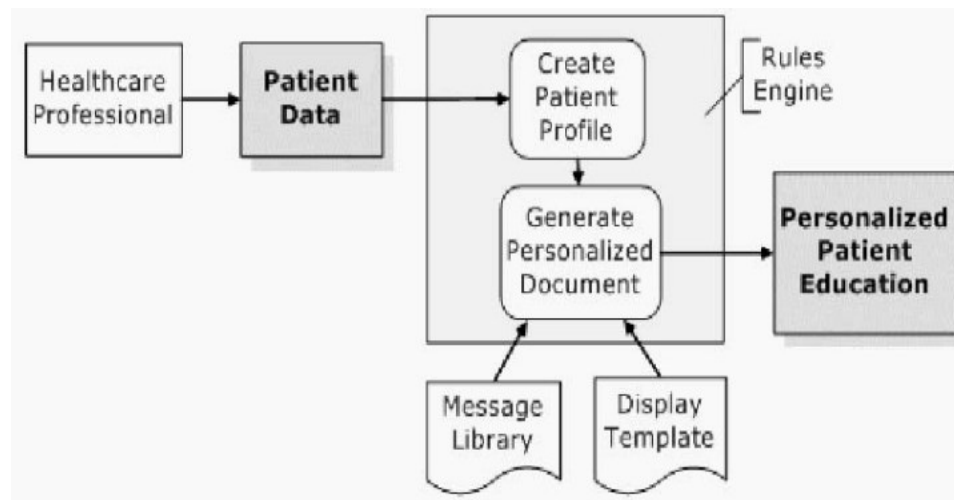 Healthcare
Professional
Patient
Data
Create
Patient
Profile
Rules
Engine
Generate
Personalized
Document
Personalized
Patient
Education
Message
Library
Display
Template